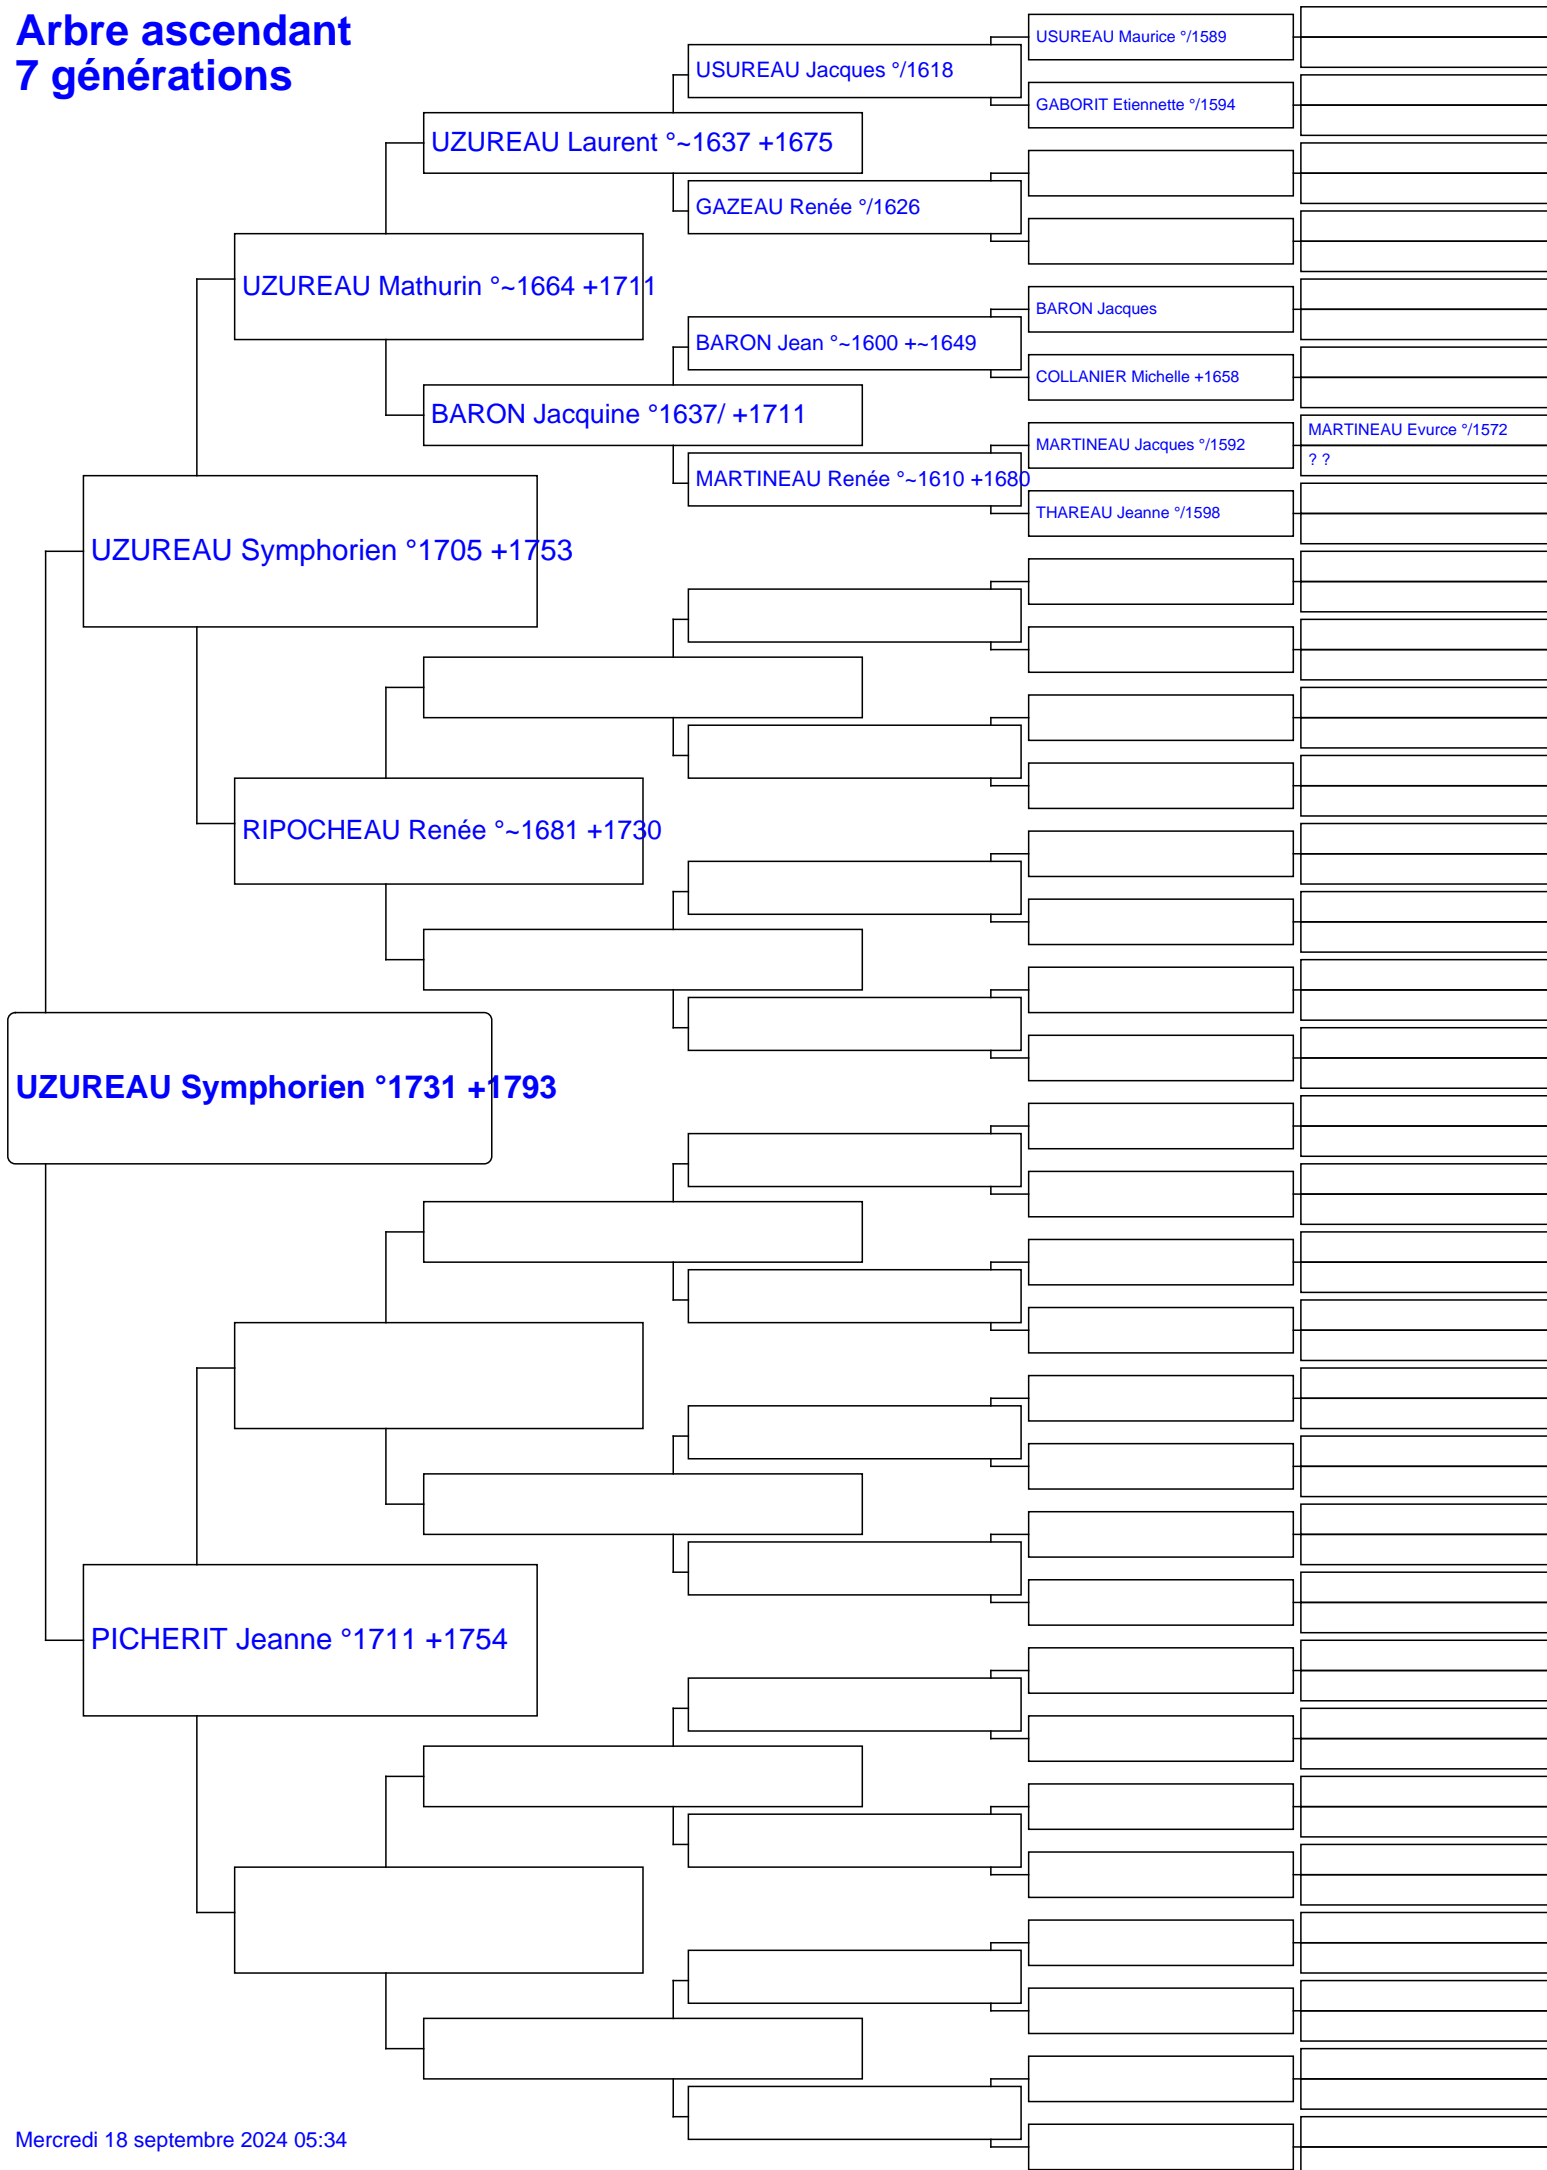 Arbre ascendant
7 générations
USUREAU Maurice °/1589
USUREAU Jacques °/1618
GABORIT Etiennette °/1594
UZUREAU Laurent °~1637 +1675
GAZEAU Renée °/1626
UZUREAU Mathurin °~1664 +1711
BARON Jacques
BARON Jean °~1600 +~1649
COLLANIER Michelle +1658
BARON Jacquine °1637/ +1711
MARTINEAU Evurce °/1572
MARTINEAU Jacques °/1592
? ?
MARTINEAU Renée °~1610 +1680
THAREAU Jeanne °/1598
UZUREAU Symphorien °1705 +1753
RIPOCHEAU Renée °~1681 +1730
UZUREAU Symphorien °1731 +1793
PICHERIT Jeanne °1711 +1754
Mercredi 18 septembre 2024 05:34